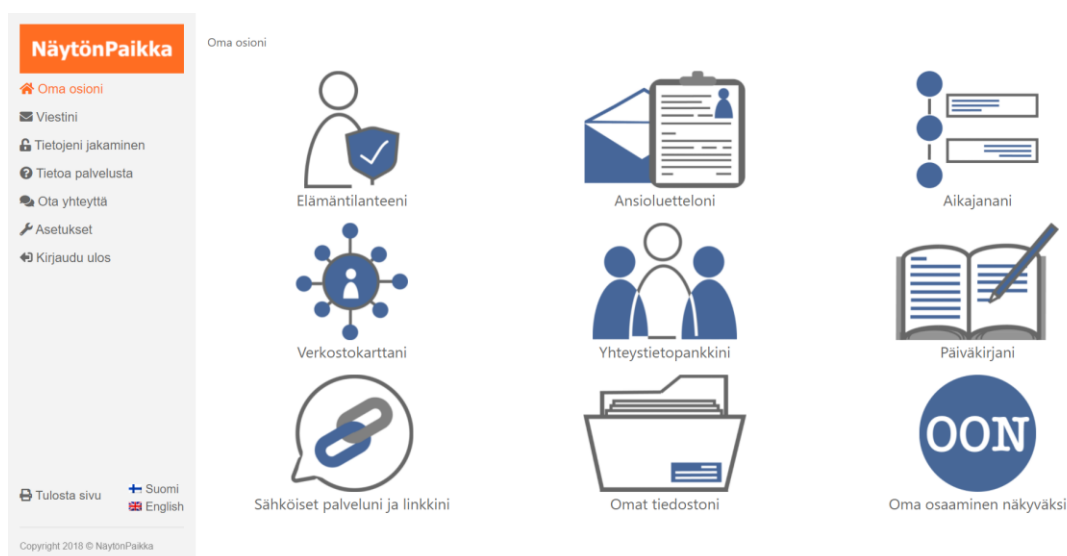 NäytönPaikka
Oma osioni
Viestini
Tietojeni jakaminen
Tietoa palvelusta
Ota yhteyttä
Asetukset
Kirjaudu ulos
Tulosta sivu
Suomi
English
Copyright 2018 © NäytönPaikka
Oma osioni
Elämäntilanteeni
Ansioluetteloni
Aikajanani
Verkostokarttani
Yhteystietopankkini
Päiväkirjani
OON
Sähköiset palveluni ja linkkini
Omat tiedostoni
Oma osaaminen näkyväksi